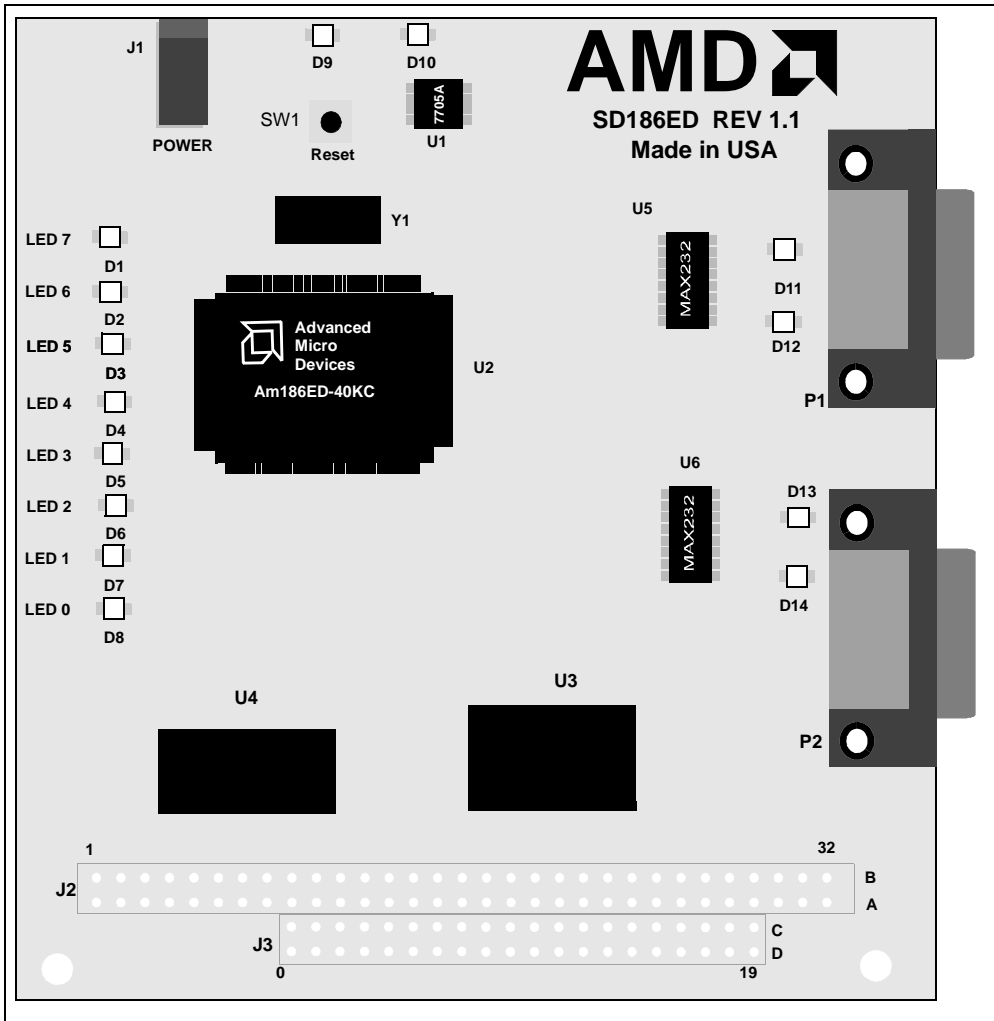 J1
POWER
D9
D10
SW1
Reset
7705A
U1
AMD
SD186ED REV 1.1
Made in USA
Y1
U5
MAX232
D11
D12
P1
LED 7
D1
LED 6
D2
LED 5
D3
LED 4
D4
LED 3
D5
LED 2
D6
LED 1
D7
LED 0
D8
Advanced
Micro
Devices
Am186ED-40KC
U2
U6
MAX232
D13
D14
P2
U4
U3
1
32
J2
B
A
J3
C
D
0
19